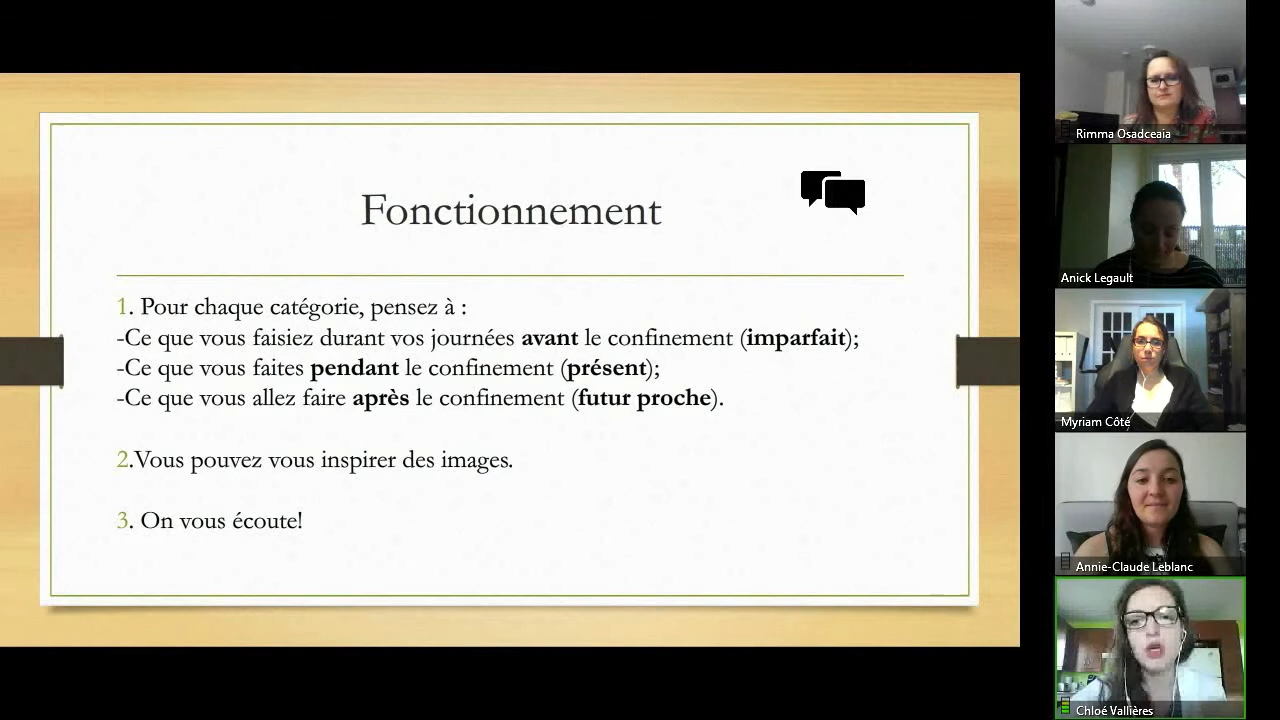 Fonctionnement
1. Pour chaque catégorie, pensez à :
-Ce que vous faisiez durant vos journées avant le confinement (imparfait);
-Ce que vous faites pendant le confinement (présent);
-Ce que vous allez faire après le confinement (futur proche).
2.Vous pouvez vous inspirer des images.
3. On vous écoute!
Rimma Osadceaia
Anick Legault
Myriam Côté
Annie-Claude Leblanc
Chloé Vallières